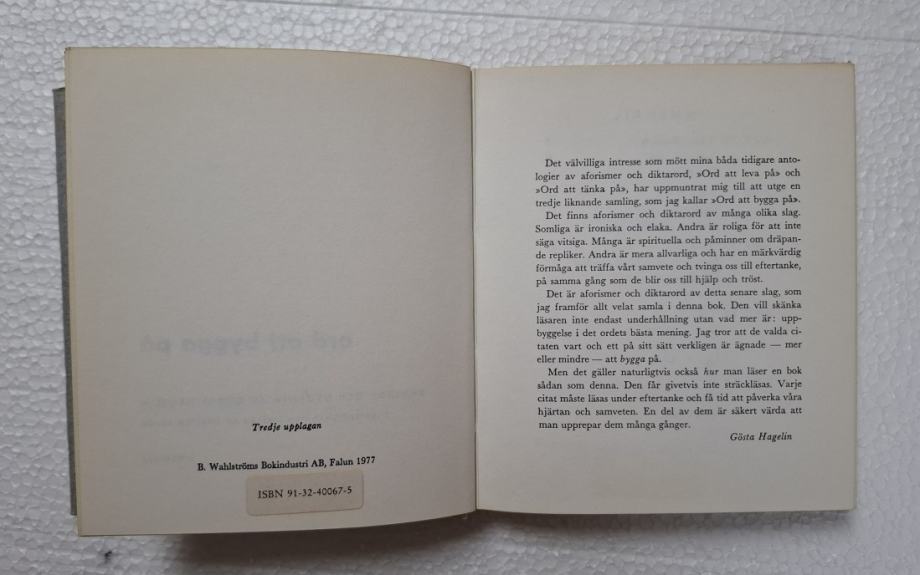 Tredje upplagan
B. Wahlströms Bokindustri AB, Falun 1977
ISBN 91-32-40067-5
Det välvilliga intresse som mött mina båda tidigare anto-
logier av aforismer och diktarord, »Ord att leva på» och
»Ord att tänka på», har uppmuntrat mig till att utge en
tredje liknande samling, som jag kallar »Ord att bygga på».
Det finns aforismer och diktarord av många olika slag.
Somliga är ironiska och elaka. Andra är roliga för att inte
säga vitsiga. Många är spirituella och påminner om dräpan-
de repliker. Andra är mera allvarliga och har en märkvärdig
förmåga att träffa vårt samvete och tvinga oss till eftertanke,
på samma gång som de blir oss till hjälp och tröst.
Det är aforismer och diktarord av detta senare slag, som
jag framför allt velat samla i denna bok. Den vill skänka
läsaren inte endast underhållning utan vad mer är: upp-
byggelse i det ordets bästa mening. Jag tror att de valda ci-
taten vart och ett på sitt sätt verkligen är ägnade — mer
eller mindre — att bygga på.
Men det gäller naturligtvis också hur man läser en bok
sådan som denna. Den får givetvis inte sträckläsas. Varje
citat måste läsas under eftertanke och få tid att påverka våra
hjärtan och samveten. En del av dem är säkert värda att
man upprepar dem många gånger.
Gösta Hagelin